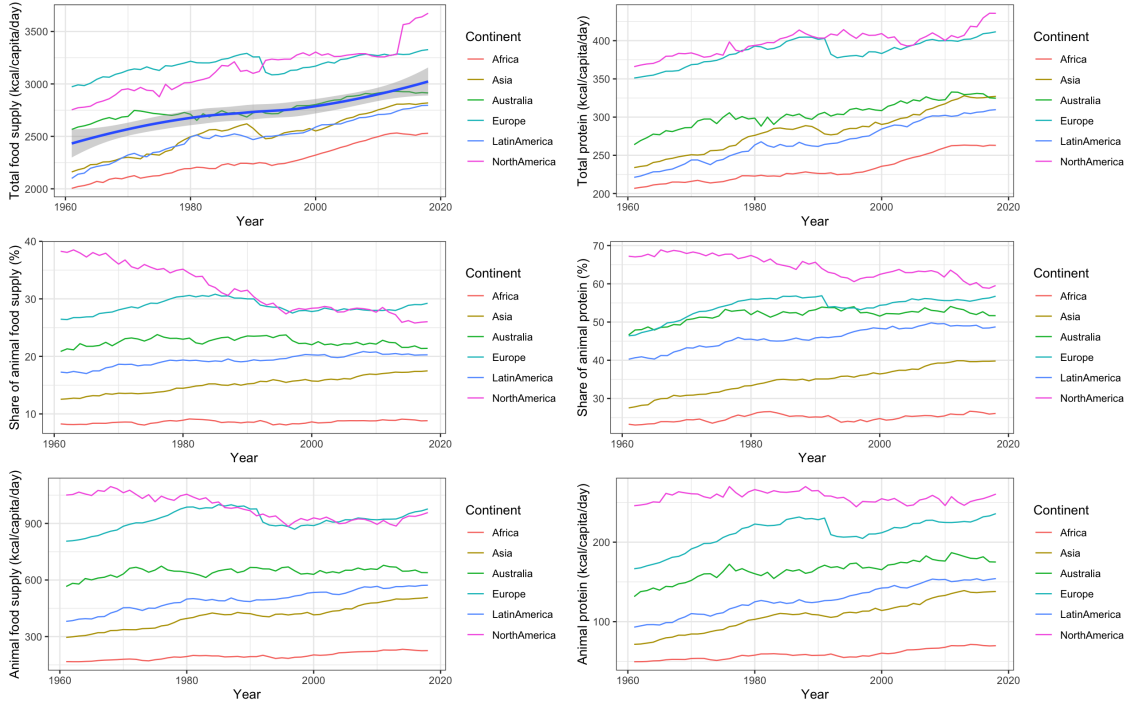 Total food supply (kcal/capita/day)
3500
3000
2500
2000
1960
1980
2000
2020
Year
Continent
Africa
Asia
Australia
Europe
LatinAmerica
NorthAmerica
Total protein (kcal/capita/day)
400
350
300
250
200
1960
1980
2000
2020
Year
Continent
Africa
Asia
Australia
Europe
LatinAmerica
NorthAmerica
Share of animal food supply (%)
40
30
20
10
1960
1980
2000
2020
Year
Continent
Africa
Asia
Australia
Europe
LatinAmerica
NorthAmerica
Share of animal protein (%)
70
60
50
40
30
1960
1980
2000
2020
Year
Continent
Africa
Asia
Australia
Europe
LatinAmerica
NorthAmerica
Animal food supply (kcal/capita/day)
900
600
300
1960
1980
2000
2020
Year
Continent
Africa
Asia
Australia
Europe
LatinAmerica
NorthAmerica
Animal protein (kcal/capita/day)
200
100
1960
1980
2000
2020
Year
Continent
Africa
Asia
Australia
Europe
LatinAmerica
NorthAmerica